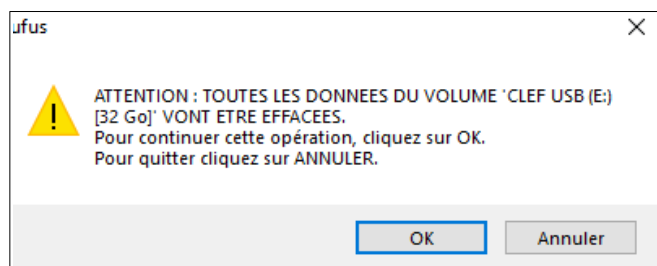 ufus
ATTENTION : TOUTES LES DONNEES DU VOLUME 'CLEF USB (E:)
[32 Go]' VONT ETRE EFFACEES.
Pour continuer cette opération, cliquez sur OK.
Pour quitter cliquez sur ANNULER.
OK Annuler